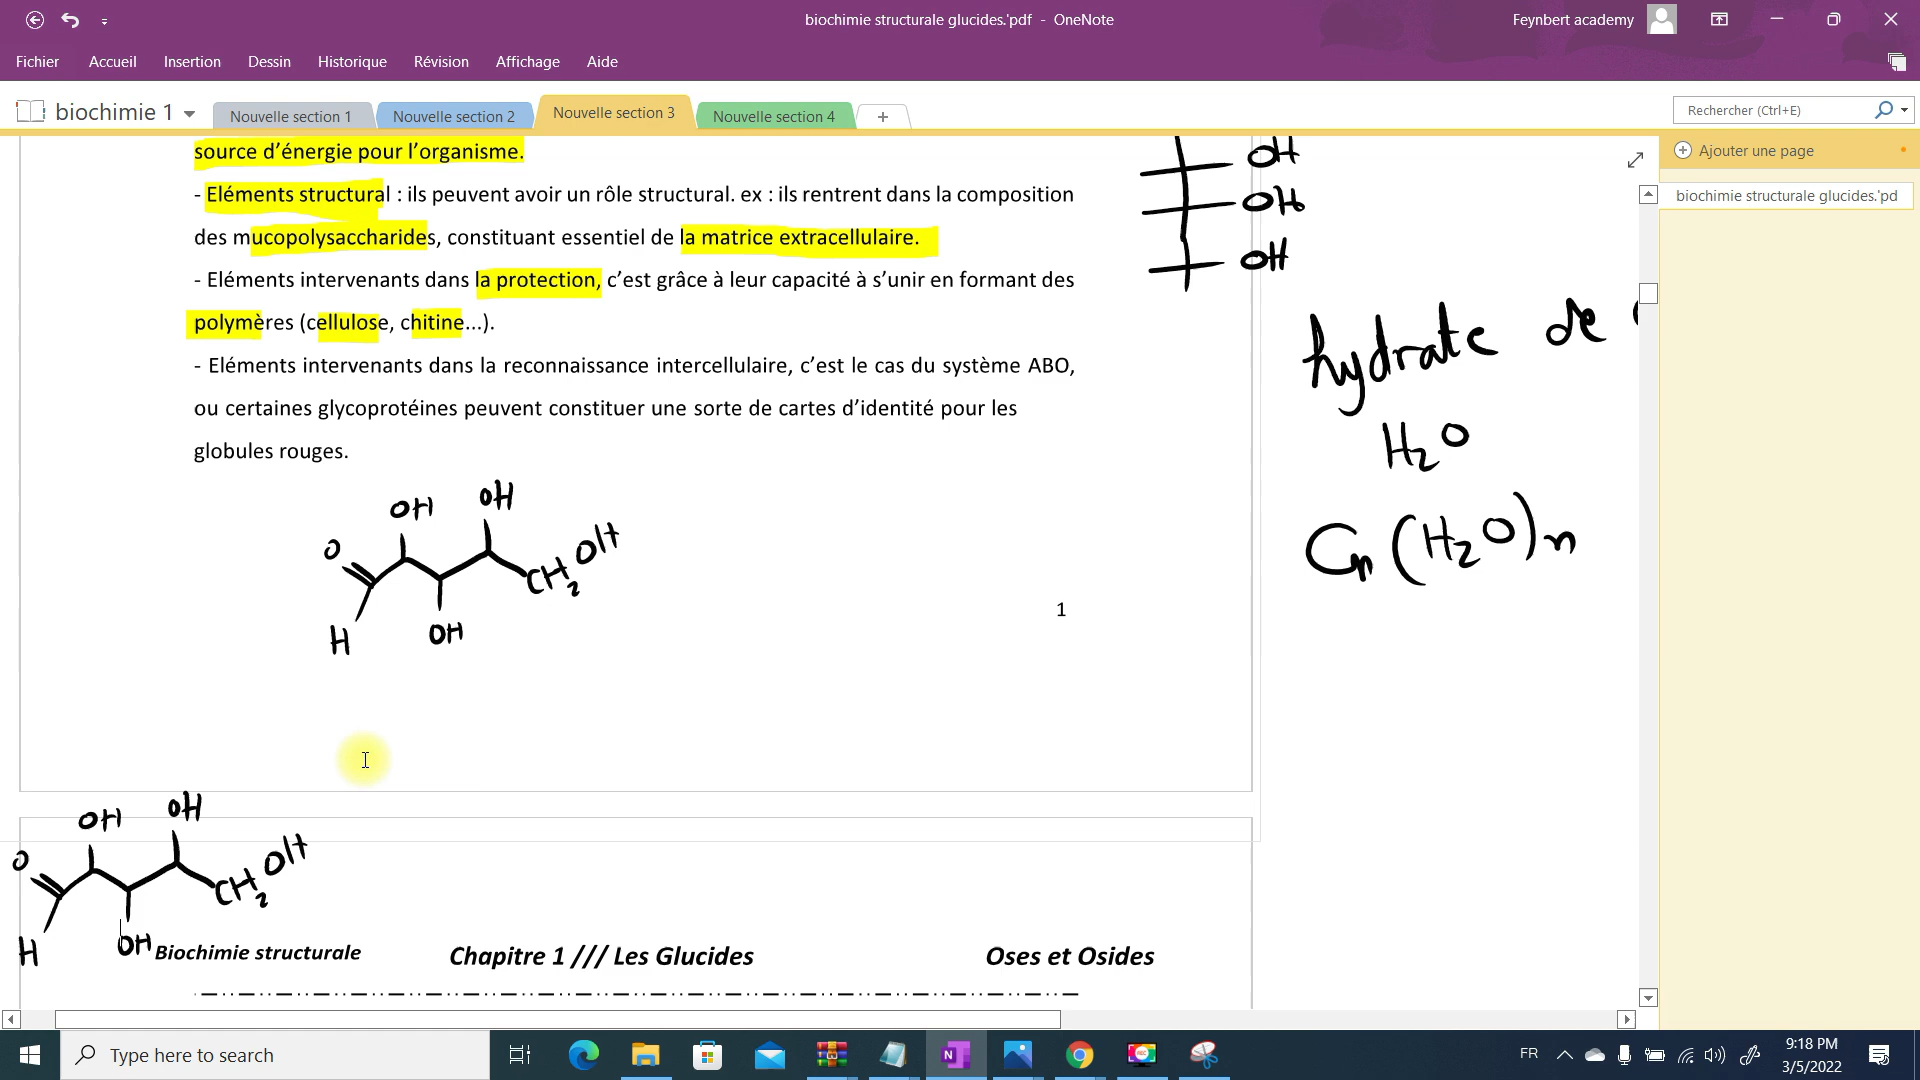 biochimie structurale glucides.'pdf - OneNote
Feynbert academy
Fichier Accueil Insertion Dessin Historique Révision Affichage Aide
biochimie 1
Nouvelle section 1
Nouvelle section 2
Nouvelle section 3
Nouvelle section 4
Rechercher (Ctrl+E)
Ajouter une page
biochimie structurale glucides.'pd
source d'énergie pour l'organisme.
- Eléments structural : ils peuvent avoir un rôle structural. ex : ils rentrent dans la composition
des mucopolysaccharides, constituant essentiel de la matrice extracellulaire.
- Eléments intervenants dans la protection, c'est grâce à leur capacité à s'unir en formant des
polymères (cellulose, chitine...).
- Eléments intervenants dans la reconnaissance intercellulaire, c'est le cas du système ABO,
ou certaines glycoprotéines peuvent constituer une sorte de cartes d'identité pour les
globules rouges.
OH
OH
OH
hydrate de
H2O
Cn(H2O)n
OH OH
O CH2OH
H OH
1
OH OH
O CH2OH
H OH
Biochimie structurale
Chapitre 1 /// Les Glucides
Oses et Osides
Type here to search
FR
9:18 PM
3/5/2022